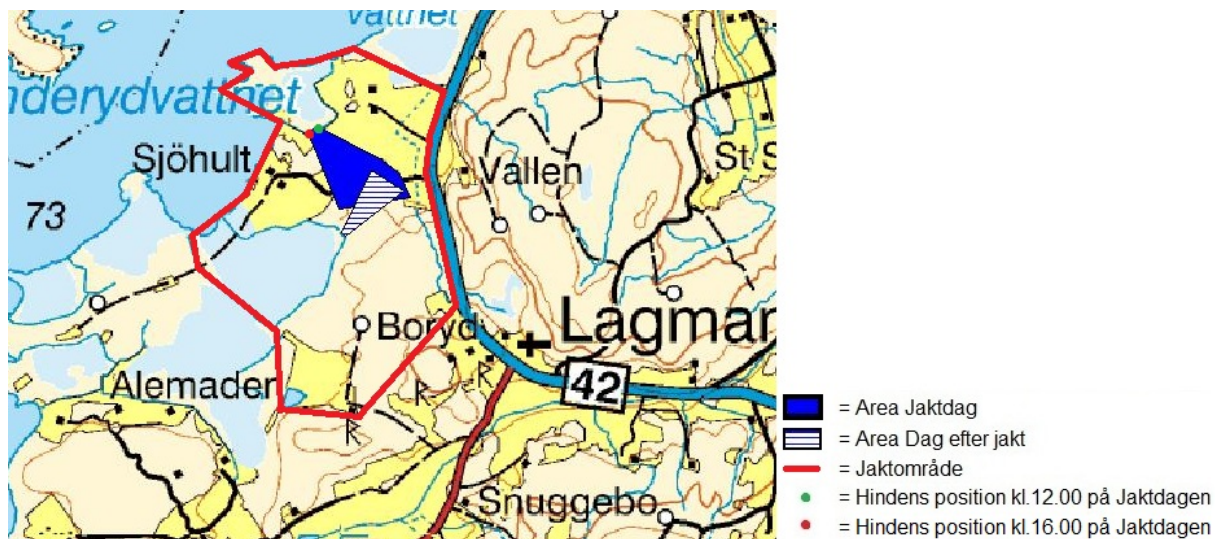 vattnet
nderydvattnet
Sjöhult
Vallen
St S
73
Boryd
Lagmar
Alemader
42
R
R
R
Snuggebo
= Area Jaktdag
= Area Dag efter jakt
= Jaktområde
= Hindens position kl.12.00 på Jaktdagen
= Hindens position kl.16.00 på Jaktdagen